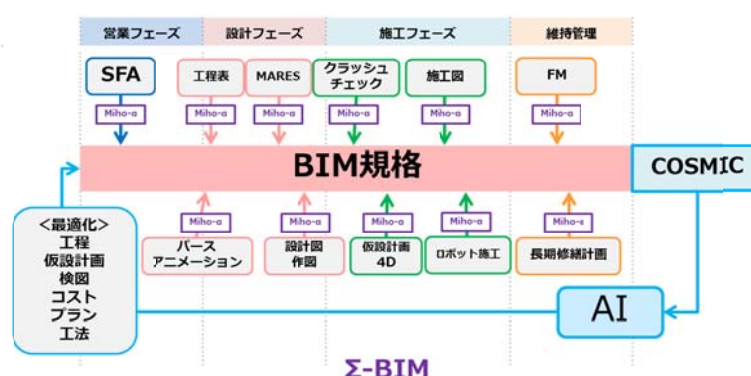 営業フェーズ
設計フェーズ
施工フェーズ
維持管理
SFA
工程表
MARES
クラッシュ
チェック
施工図
FM
Miho-α
Miho-α
Miho-α
Miho-α
Miho-α
Miho-α
BIM規格
COSMIC
<最適化>
工程
仮設計画
検図
コスト
プラン
工法
Miho-α
Miho-α
Miho-α
Miho-α
パース
アニメーション
設計図
作図
仮設計画
4D
ロボット施工
長期修繕計画
AI
Σ-BIM